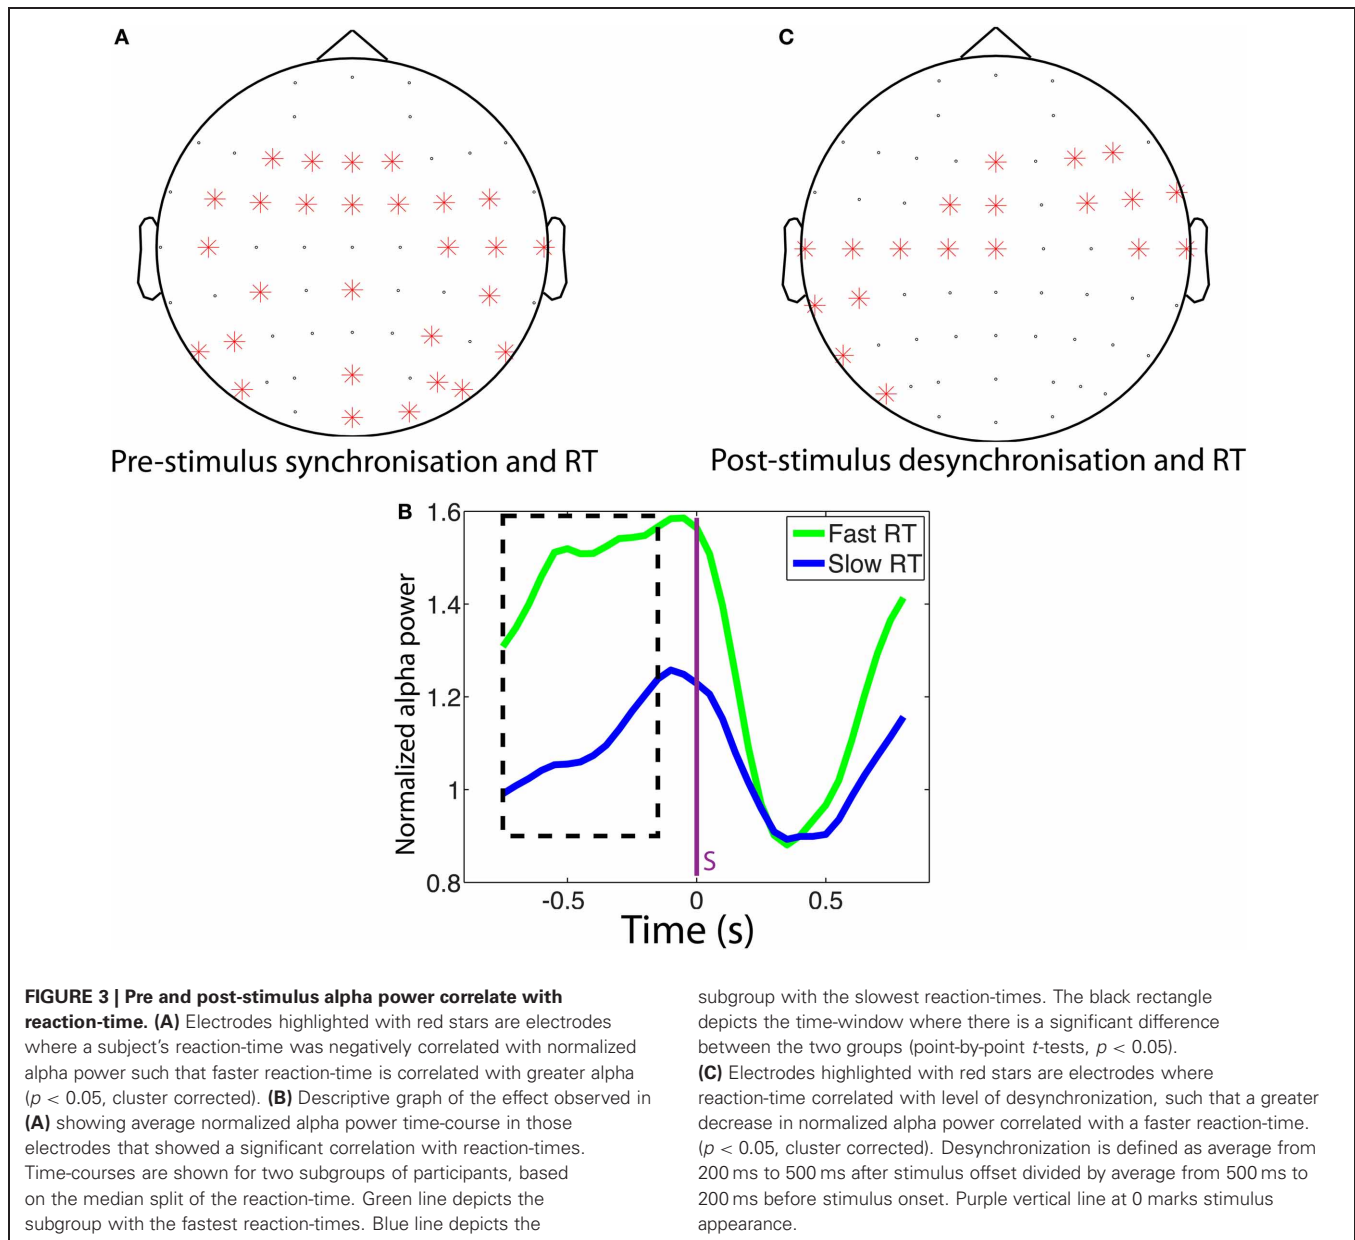 A
C
Pre-stimulus synchronisation and RT
Post-stimulus desynchronisation and RT
B
1.6
1.4
1.2
1
0.8
Normalized alpha power
Fast RT
Slow RT
S
-0.5
0
0.5
Time (s)
FIGURE 3 | Pre and post-stimulus alpha power correlate with
reaction-time. (A) Electrodes highlighted with red stars are electrodes
where a subject's reaction-time was negatively correlated with normalized
alpha power such that faster reaction-time is correlated with greater alpha
(p < 0.05, cluster corrected). (B) Descriptive graph of the effect observed in
(A) showing average normalized alpha power time-course in those
electrodes that showed a significant correlation with reaction-times.
Time-courses are shown for two subgroups of participants, based
on the median split of the reaction-time. Green line depicts the
subgroup with the fastest reaction-times. Blue line depicts the
subgroup with the slowest reaction-times. The black rectangle
depicts the time-window where there is a significant difference
between the two groups (point-by-point t-tests, p < 0.05).
(C) Electrodes highlighted with red stars are electrodes where
reaction-time correlated with level of desynchronization, such that a greater
decrease in normalized alpha power correlated with a faster reaction-time.
(p < 0.05, cluster corrected). Desynchronization is defined as average from
200 ms to 500 ms after stimulus offset divided by average from 500 ms to
200 ms before stimulus onset. Purple vertical line at 0 marks stimulus
appearance.